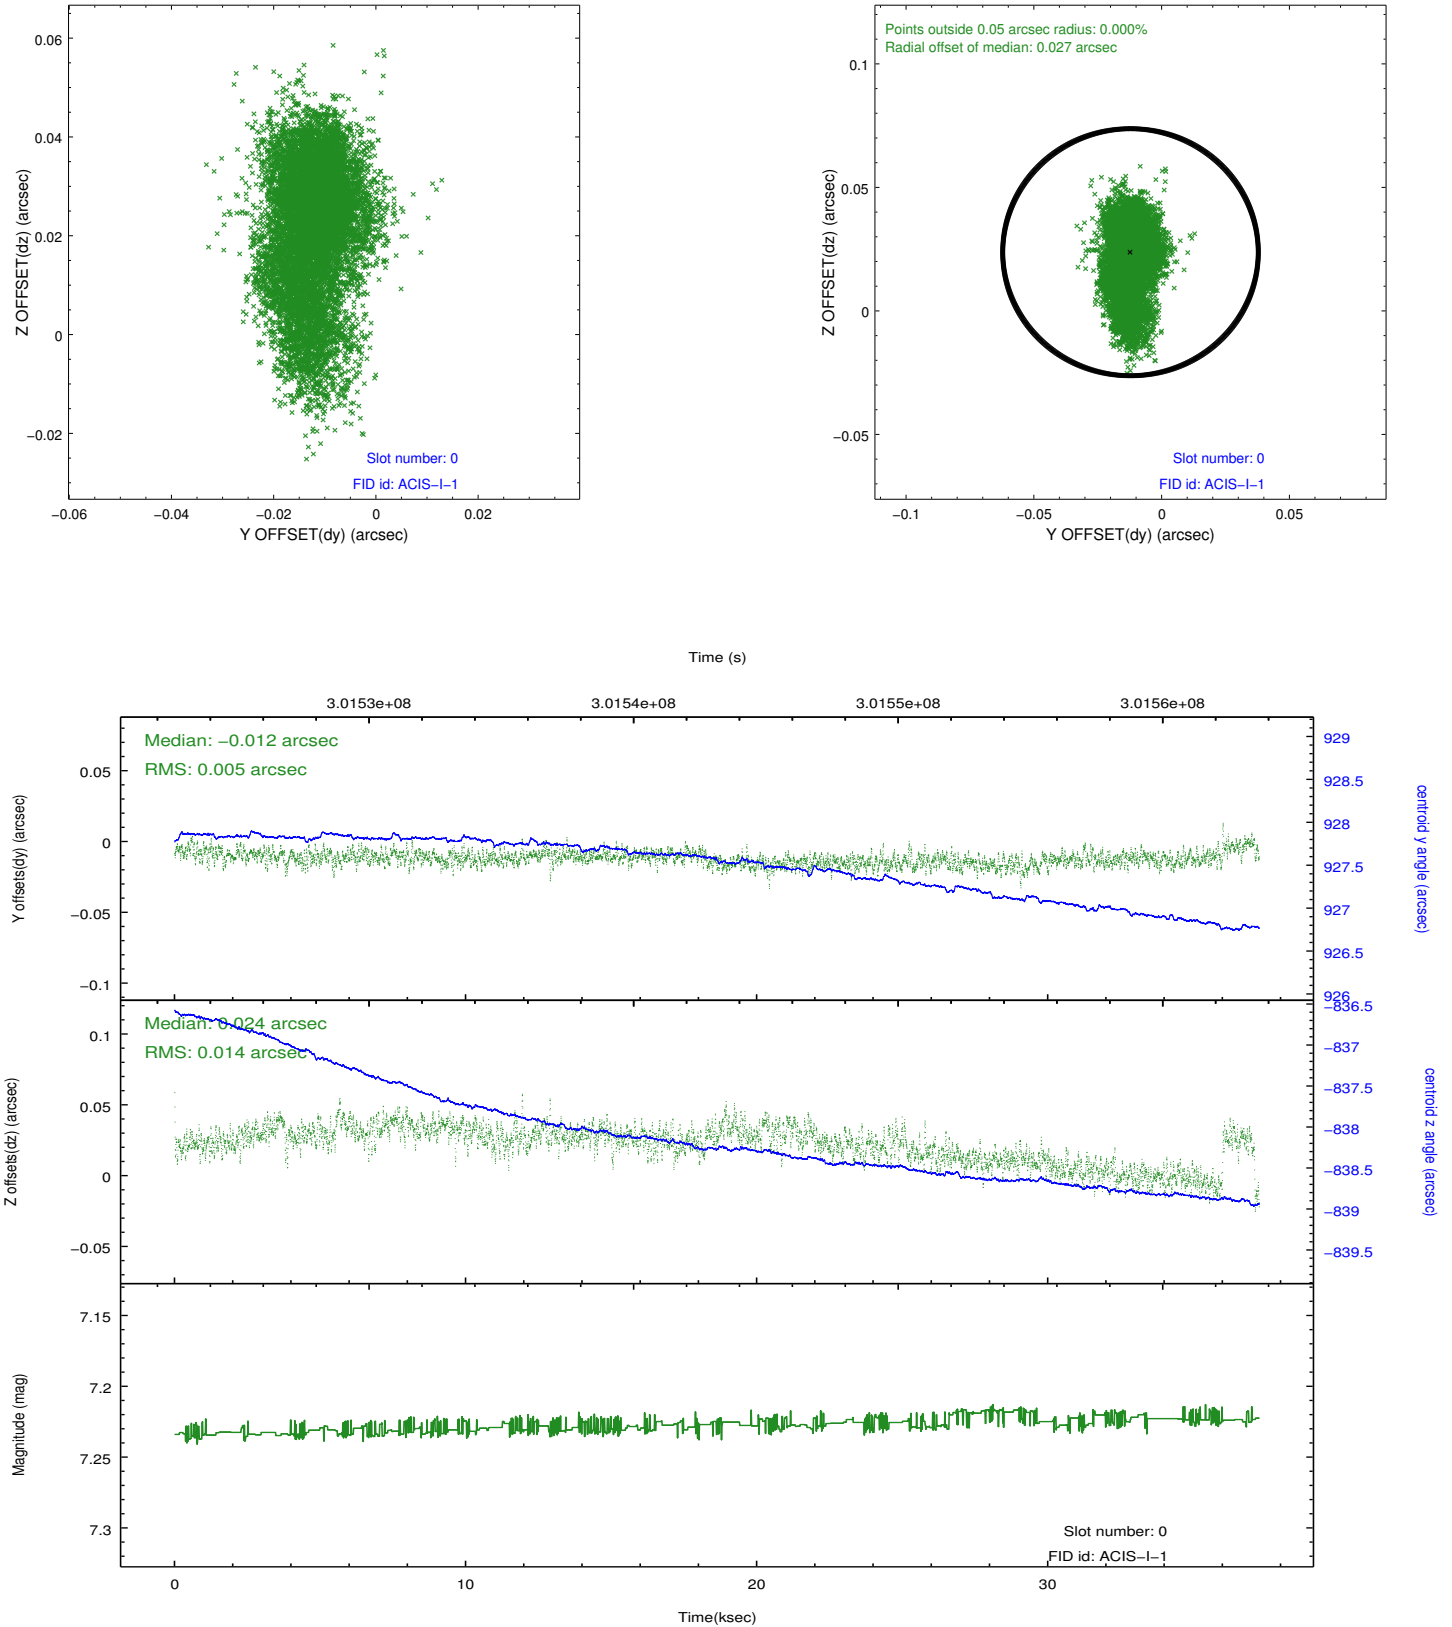 0.06
0.04
0.02
0
−0.02
Z OFFSET(dz) (arcsec)
Slot number: 0
FID id: ACIS−I−1
−0.06
−0.04
−0.02
0
0.02
Y OFFSET(dy) (arcsec)
Points outside 0.05 arcsec radius: 0.000%
Radial offset of median: 0.027 arcsec
0.1
0.05
0
−0.05
Z OFFSET(dz) (arcsec)
Slot number: 0
FID id: ACIS−I−1
−0.1
−0.05
0
0.05
Y OFFSET(dy) (arcsec)
Time (s)
3.0153e+08
3.0154e+08
3.0155e+08
3.0156e+08
Median: −0.012 arcsec
RMS: 0.005 arcsec
0.05
0
−0.05
−0.1
Y offsets(dy) (arcsec)
929
928.5
928
927.5
927
926.5
926
centroid y angle (arcsec)
Median: 0.024 arcsec
RMS: 0.014 arcsec
0.1
0.05
0
−0.05
Z offsets(dz) (arcsec)
−836.5
−837
−837.5
−838
−838.5
−839
−839.5
centroid z angle (arcsec)
7.15
7.2
7.25
7.3
Magnitude (mag)
Slot number: 0
FID id: ACIS−I−1
0
10
20
30
Time(ksec)